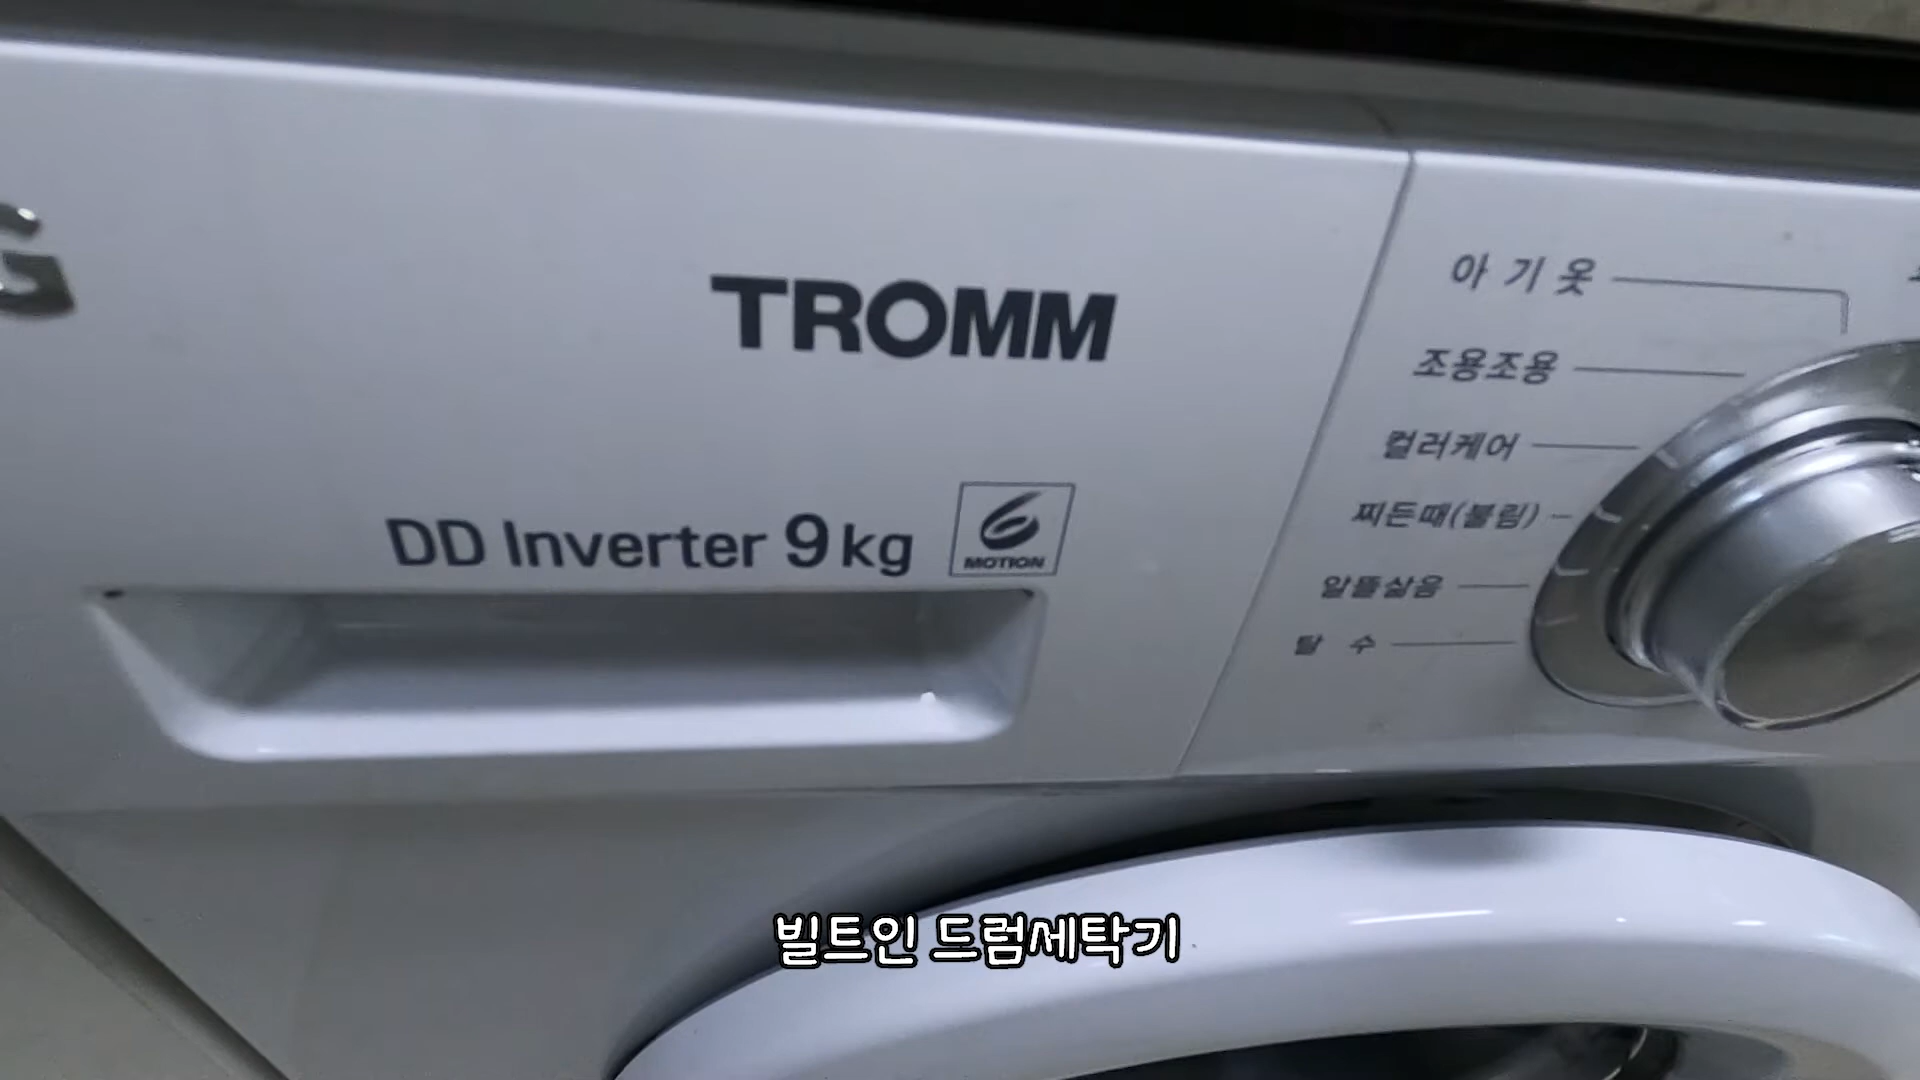 G
TROMM
DD Inverter 9kg
6 MOTION
아기옷
조용조용
컬러케어
찌든때(불림)
알뜰삶음
탈 수
빌트인 드럼세탁기